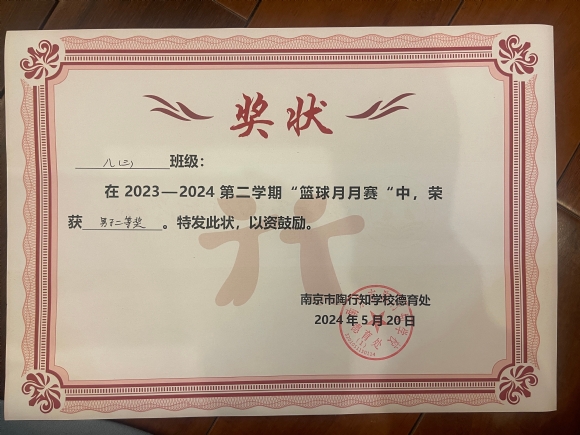 奖状
八(三)班级：
在 2023—2024 第二学期“篮球月月赛“中，荣
获 男子二等奖 。特发此状，以资鼓励。
南京市陶行知学校德育处
2024 年 5 月 20 日